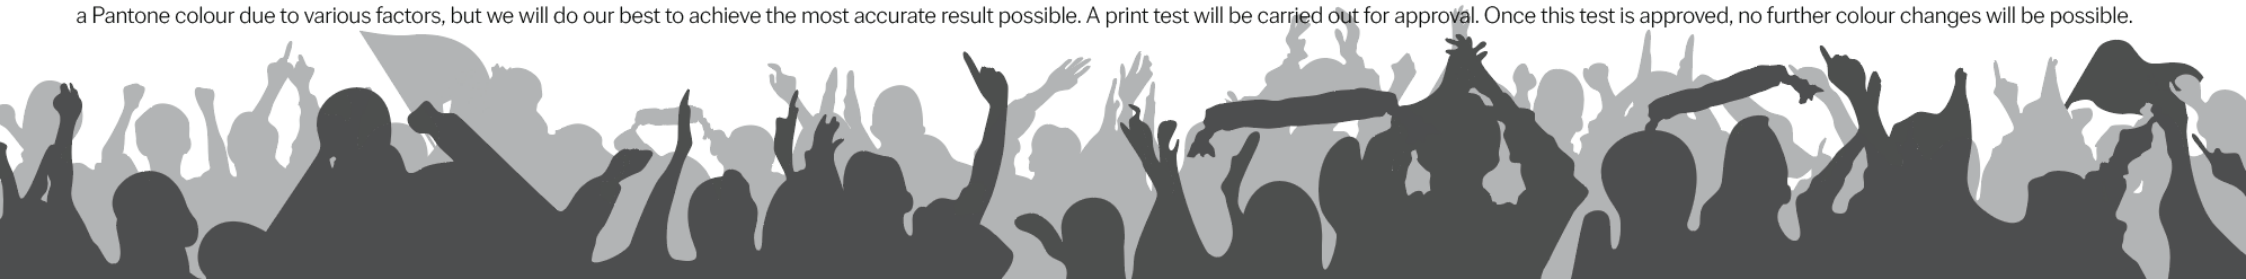 a Pantone colour due to various factors, but we will do our best to achieve the most accurate result possible. A print test will be carried out for approval. Once this test is approved, no further colour changes will be possible.